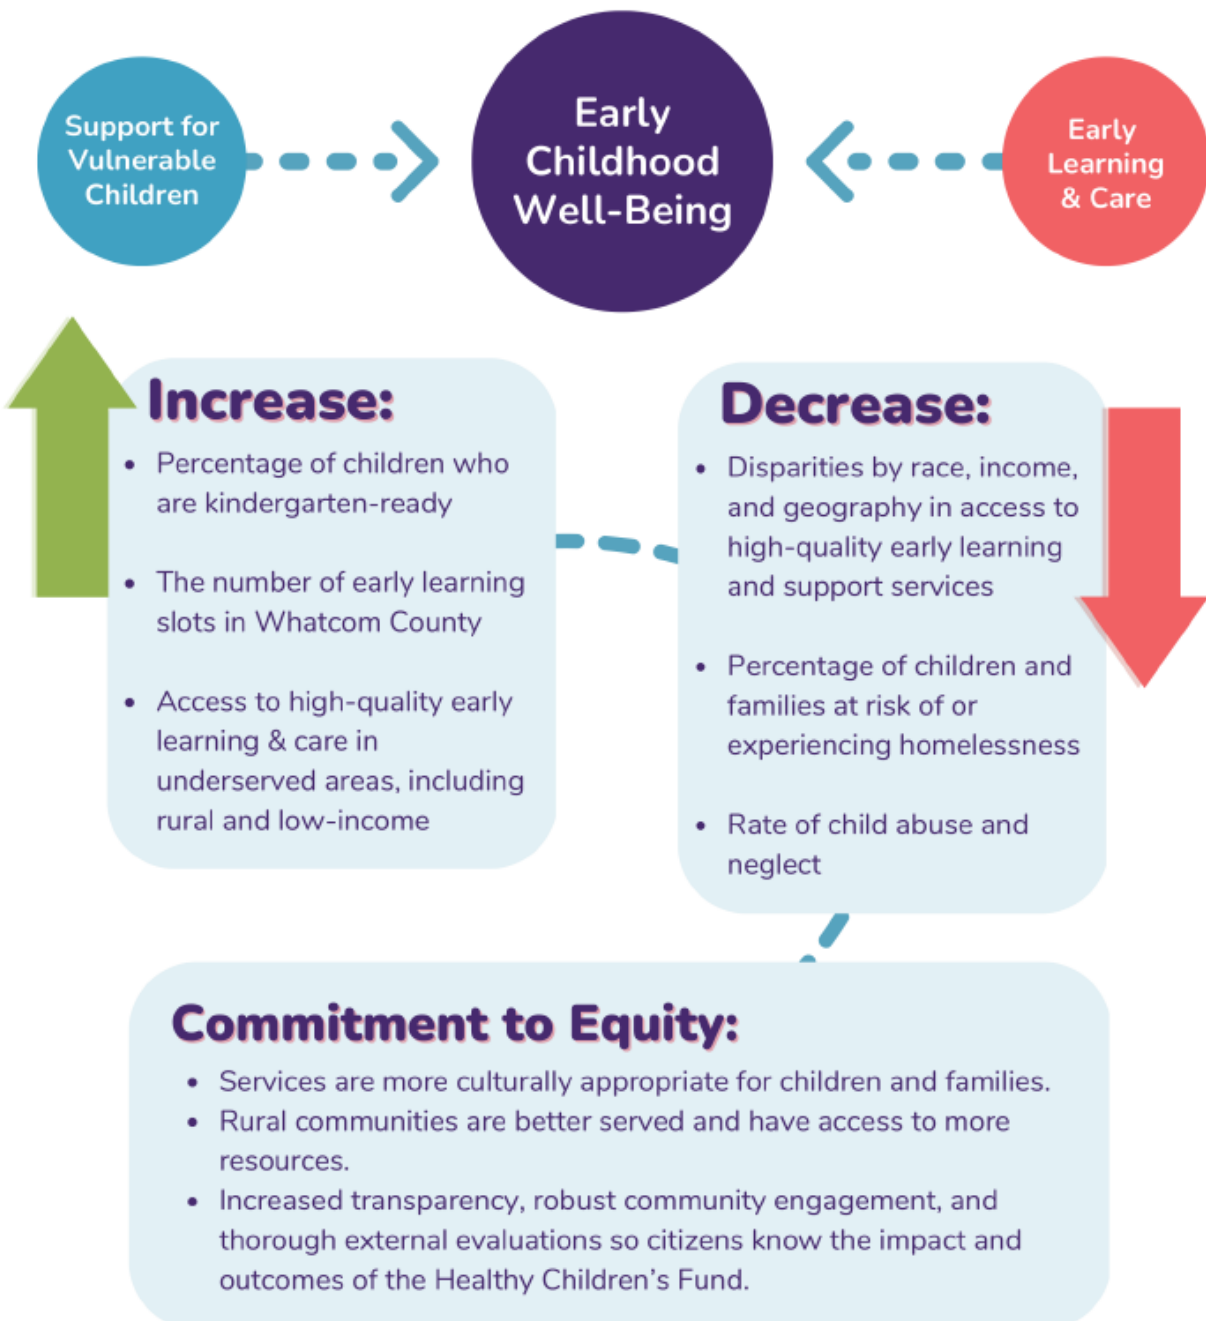 Support for
Vulnerable
Children
Early
Childhood
Well-Being
Early
Learning
& Care
Increase:
• Percentage of children who
are kindergarten-ready
• The number of early learning
slots in Whatcom County
• Access to high-quality early
learning & care in
underserved areas, including
rural and low-income
Decrease:
• Disparities by race, income,
and geography in access to
high-quality early learning
and support services
• Percentage of children and
families at risk of or
experiencing homelessness
• Rate of child abuse and
neglect
Commitment to Equity:
• Services are more culturally appropriate for children and families.
• Rural communities are better served and have access to more
resources.
• Increased transparency, robust community engagement, and
thorough external evaluations so citizens know the impact and
outcomes of the Healthy Children’s Fund.